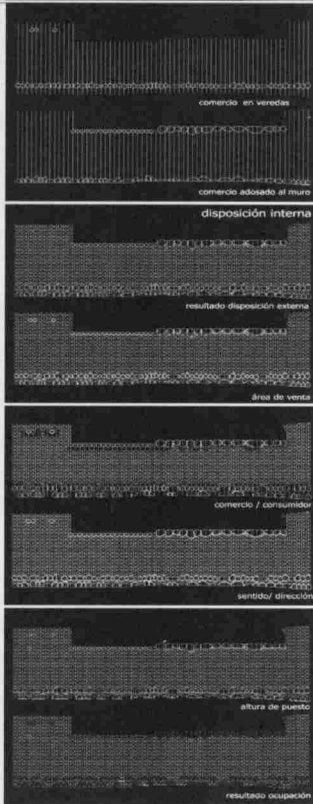 comercio en veredas
comercio adosado al muro
disposición interna
resultado disposición externa
área de venta
comercio / consumidor
sentido/ dirección
altura de puesto
resultado ocupación